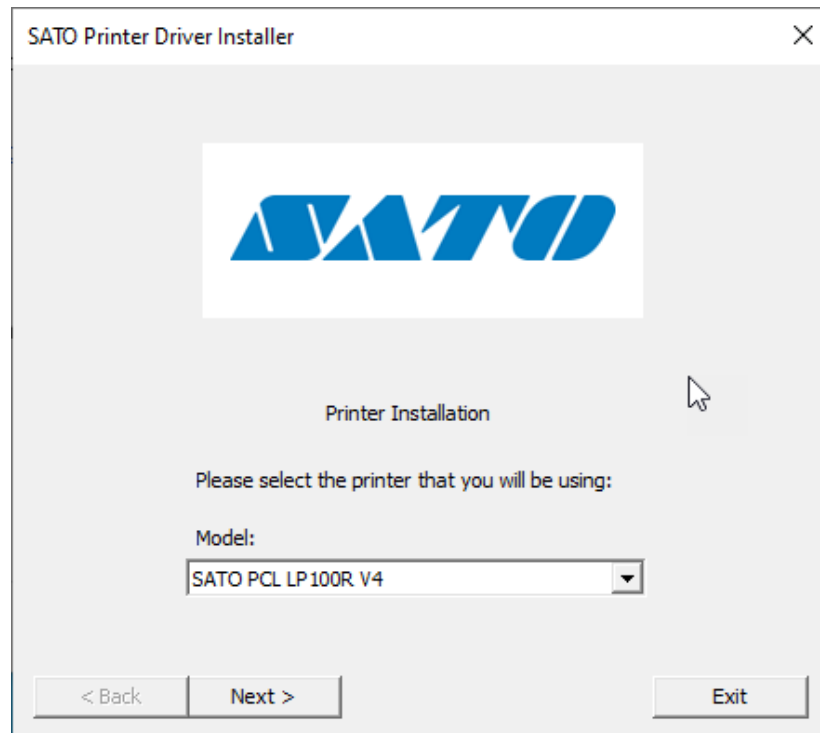 SATO Printer Driver Installer
SATO
Printer Installation
Please select the printer that you will be using:
Model:
SATO PCL LP100R V4
< Back
Next >
Exit